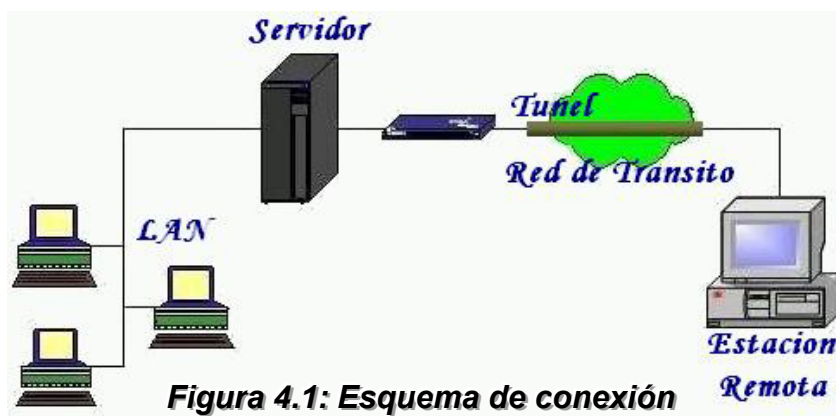 Servidor
Tunel
Red de Transito
LAN
Estacion
Remota
Figura 4.1: Esquema de conexión